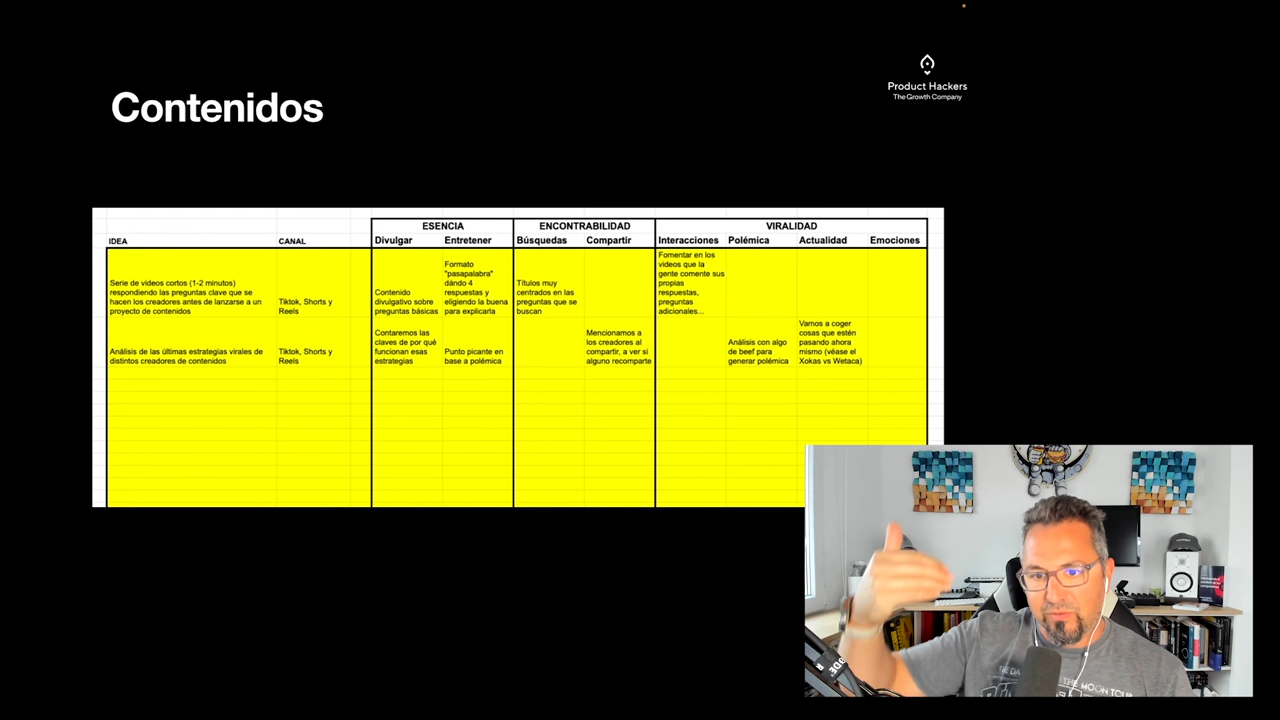 Product Hackers
The Growth Company
Contenidos
ESENCIA ENCONTRABILIDAD VIRALIDAD
IDEA CANAL Divulgar Entretener Búsquedas Compartir Interacciones Polémica Actualidad Emociones
Serie de videos cortos (1-2 minutos)
respondiendo las preguntas clave que se
hacen los creadores antes de lanzarse a un
proyecto de contenidos
Tiktok, Shorts y
Reels
Contenido
divulgativo sobre
preguntas básicas
Formato
"pasapalabra"
dándo 4
respuestas y
eligiendo la buena
para explicarla
Títulos muy
centrados en las
preguntas que se
buscan
Fomentar en los
videos que la
gente comente sus
propias
respuestas,
preguntas
adicionales...
Análisis de las últimas estrategias virales de
distintos creadores de contenidos
Tiktok, Shorts y
Reels
Contaremos las
claves de por qué
funcionan esas
estrategias
Punto picante en
base a polémica
Mencionamos a
los creadores al
compartir, a ver si
alguno recomparte
Análisis con algo
de beef para
generar polémica
Vamos a coger
cosas que estén
pasando ahora
mismo (véase el
Xokas vs Wetaca)
THE DA
MOON TOUR